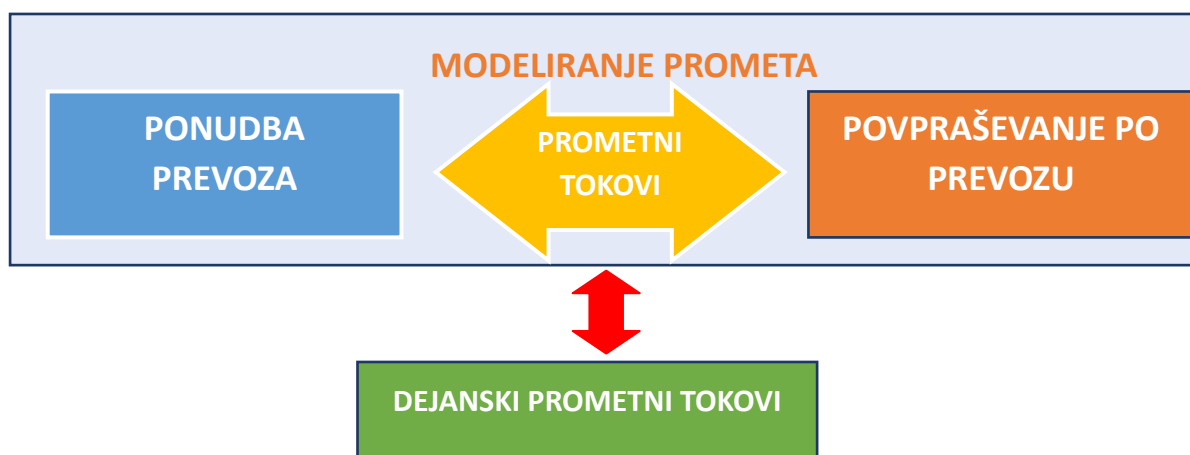 MODELIRANJE PROMETA
PONUDBA
PREVOZA
PROMETNI
TOKOVI
POVPRAŠEVANJE PO
PREVOZU
DEJANSKI PROMETNI TOKOVI